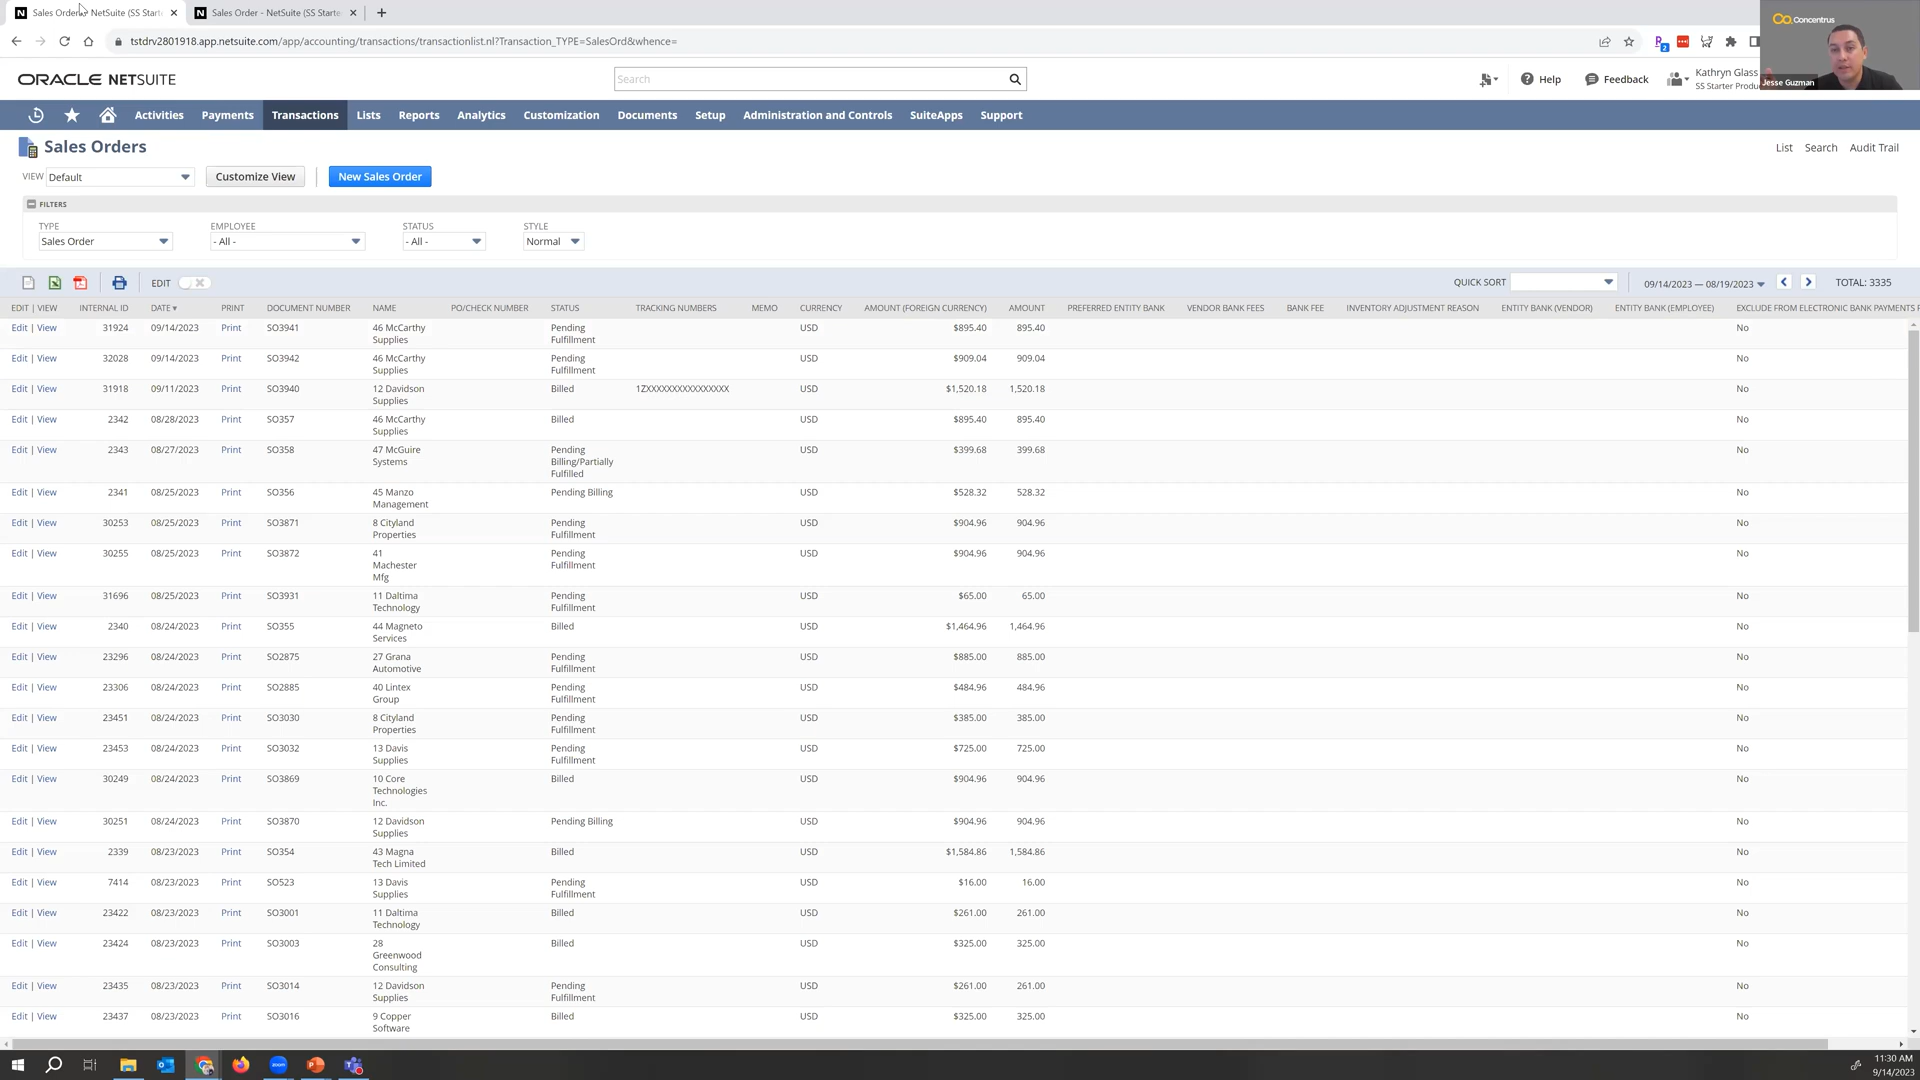 Sales Orders - NetSuite (SS Starte
Sales Order - NetSuite (SS Starte
tstdrv2801918.app.netsuite.com/app/accounting/transactions/transactionlist.nl?Transaction_TYPE=SalesOrd&whence=
Concentrus
Jesse Guzman
ORACLE NETSUITE
Search
Help
Feedback
Kathryn Glass
SS Starter Produ
Activities Payments Transactions Lists Reports Analytics Customization Documents Setup Administration and Controls SuiteApps Support
Sales Orders
List Search Audit Trail
VIEW Default Customize View New Sales Order
FILTERS
TYPE EMPLOYEE STATUS STYLE
Sales Order - All - - All - Normal
EDIT QUICK SORT 09/14/2023 — 08/19/2023 TOTAL: 3335
EDIT | VIEW INTERNAL ID DATE PRINT DOCUMENT NUMBER NAME PO/CHECK NUMBER STATUS TRACKING NUMBERS MEMO CURRENCY AMOUNT (FOREIGN CURRENCY) AMOUNT PREFERRED ENTITY BANK VENDOR BANK FEES BANK FEE INVENTORY ADJUSTMENT REASON ENTITY BANK (VENDOR) ENTITY BANK (EMPLOYEE) EXCLUDE FROM ELECTRONIC BANK PAYMENTS P
Edit | View 31924 09/14/2023 Print SO3941 46 McCarthy Pending USD $895.40 895.40 No
Supplies Fulfillment
Edit | View 32028 09/14/2023 Print SO3942 46 McCarthy Pending USD $909.04 909.04 No
Supplies Fulfillment
Edit | View 31918 09/11/2023 Print SO3940 12 Davidson Billed 1ZXXXXXXXXXXXXXXXX USD $1,520.18 1,520.18 No
Supplies
Edit | View 2342 08/28/2023 Print SO357 46 McCarthy Billed USD $895.40 895.40 No
Supplies
Edit | View 2343 08/27/2023 Print SO358 47 McGuire Pending USD $399.68 399.68 No
Systems Billing/Partially
Fulfilled
Edit | View 2341 08/25/2023 Print SO356 45 Manzo Pending Billing USD $528.32 528.32 No
Management
Edit | View 30253 08/25/2023 Print SO3871 8 Cityland Pending USD $904.96 904.96 No
Properties Fulfillment
Edit | View 30255 08/25/2023 Print SO3872 41 Pending USD $904.96 904.96 No
Machester Fulfillment
Mfg
Edit | View 31696 08/25/2023 Print SO3931 11 Daltima Pending USD $65.00 65.00 No
Technology Fulfillment
Edit | View 2340 08/24/2023 Print SO355 44 Magneto Billed USD $1,464.96 1,464.96 No
Services
Edit | View 23296 08/24/2023 Print SO2875 27 Grana Pending USD $885.00 885.00 No
Automotive Fulfillment
Edit | View 23306 08/24/2023 Print SO2885 40 Lintex Pending USD $484.96 484.96 No
Group Fulfillment
Edit | View 23451 08/24/2023 Print SO3030 8 Cityland Pending USD $385.00 385.00 No
Properties Fulfillment
Edit | View 23453 08/24/2023 Print SO3032 13 Davis Pending USD $725.00 725.00 No
Supplies Fulfillment
Edit | View 30249 08/24/2023 Print SO3869 10 Core Billed USD $904.96 904.96 No
Technologies
Inc.
Edit | View 30251 08/24/2023 Print SO3870 12 Davidson Pending Billing USD $904.96 904.96 No
Supplies
Edit | View 2339 08/23/2023 Print SO354 43 Magna Billed USD $1,584.86 1,584.86 No
Tech Limited
Edit | View 7414 08/23/2023 Print SO523 13 Davis Pending USD $16.00 16.00 No
Supplies Fulfillment
Edit | View 23422 08/23/2023 Print SO3001 11 Daltima Billed USD $261.00 261.00 No
Technology
Edit | View 23424 08/23/2023 Print SO3003 28 Billed USD $325.00 325.00 No
Greenwood
Consulting
Edit | View 23435 08/23/2023 Print SO3014 12 Davidson Pending USD $261.00 261.00 No
Supplies Fulfillment
Edit | View 23437 08/23/2023 Print SO3016 9 Copper Billed USD $325.00 325.00 No
Software
11:30 AM
9/14/2023